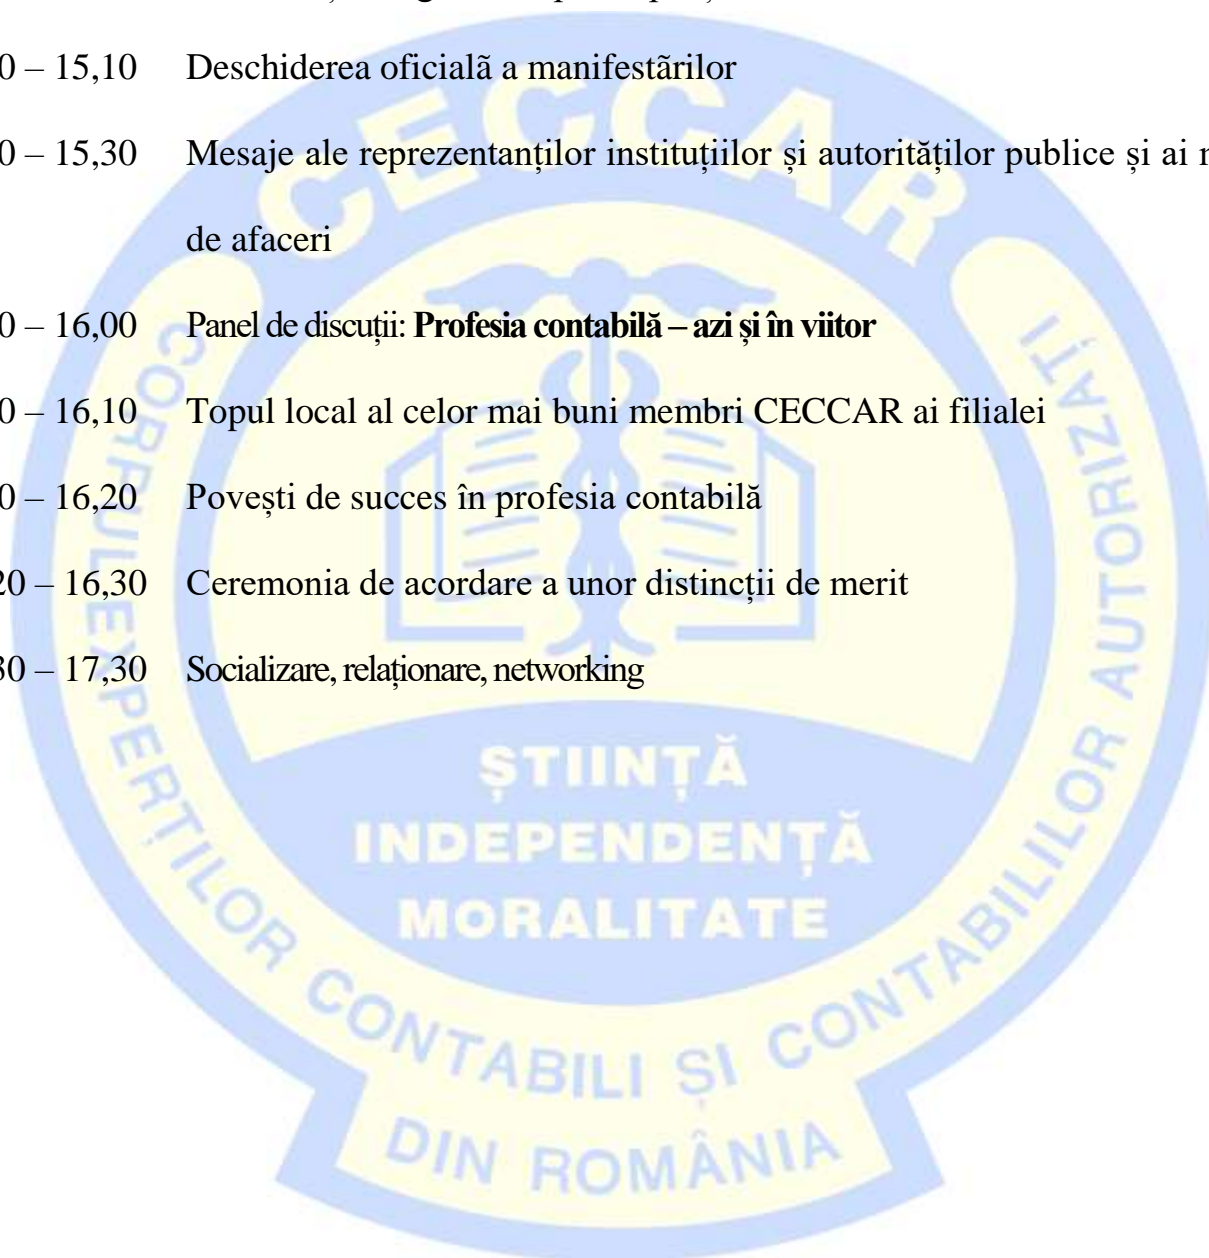 0 – 15,10 Deschiderea oficialã a manifestãrilor
0 – 15,30 Mesaje ale reprezentanților instituțiilor și autorităților publice și ai
de afaceri
0 – 16,00 Panel de discuții: Profesia contabilă – azi și în viitor
0 – 16,10 Topul local al celor mai buni membri CECCAR ai filialei
0 – 16,20 Povești de succes în profesia contabilă
20 – 16,30 Ceremonia de acordare a unor distincții de merit
30 – 17,30 Socializare, relaționare, networking
CECCAR
CORPUL EXPERȚILOR CONTABILI ȘI CONTABILILOR AUTORIZAȚI
DIN ROMÂNIA
ȘTIINȚĂ
INDEPENDENȚĂ
MORALITATE